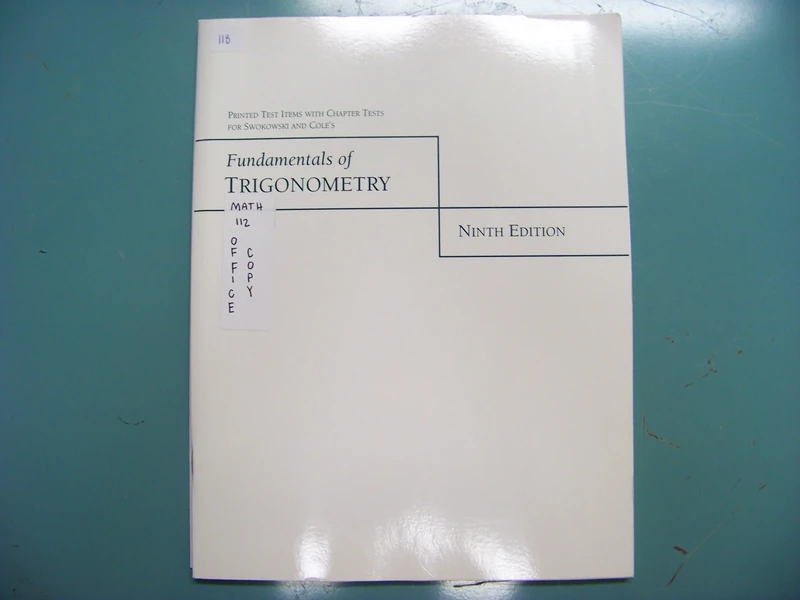 118
PRINTED TEST ITEMS WITH CHAPTER TESTS
FOR SWOKOWSKI AND COLE'S
Fundamentals of
TRIGONOMETRY
MATH
112
OFFICE
COPY
NINTH EDITION